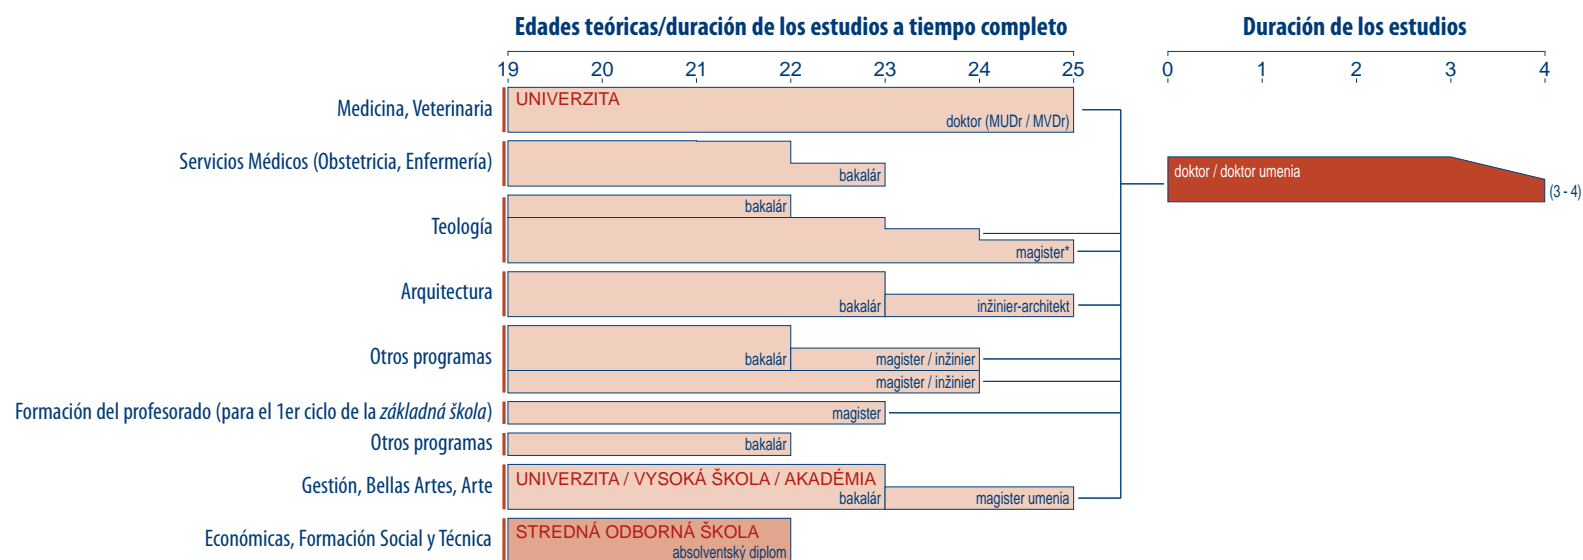 Edades teóricas/duración de los estudios a tiempo completo
Duración de los estudios
19 20 21 22 23 24 25
0 1 2 3 4
Medicina, Veterinaria
UNIVERZITA
doktor (MUDr / MVDr)
Servicios Médicos (Obstetricia, Enfermería)
bakalár
doktor / doktor umenia
(3 - 4)
Teología
bakalár
magister*
Arquitectura
bakalár
inžinier-architekt
Otros programas
bakalár
magister / inžinier
magister / inžinier
Formación del profesorado (para el 1er ciclo de la základná škola)
magister
Otros programas
bakalár
Gestión, Bellas Artes, Arte
UNIVERZITA / VYSOKÁ ŠKOLA / AKADÉMIA
bakalár
magister umenia
Económicas, Formación Social y Técnica
STREDNÁ ODBORNÁ ŠKOLA
absolventský diplom